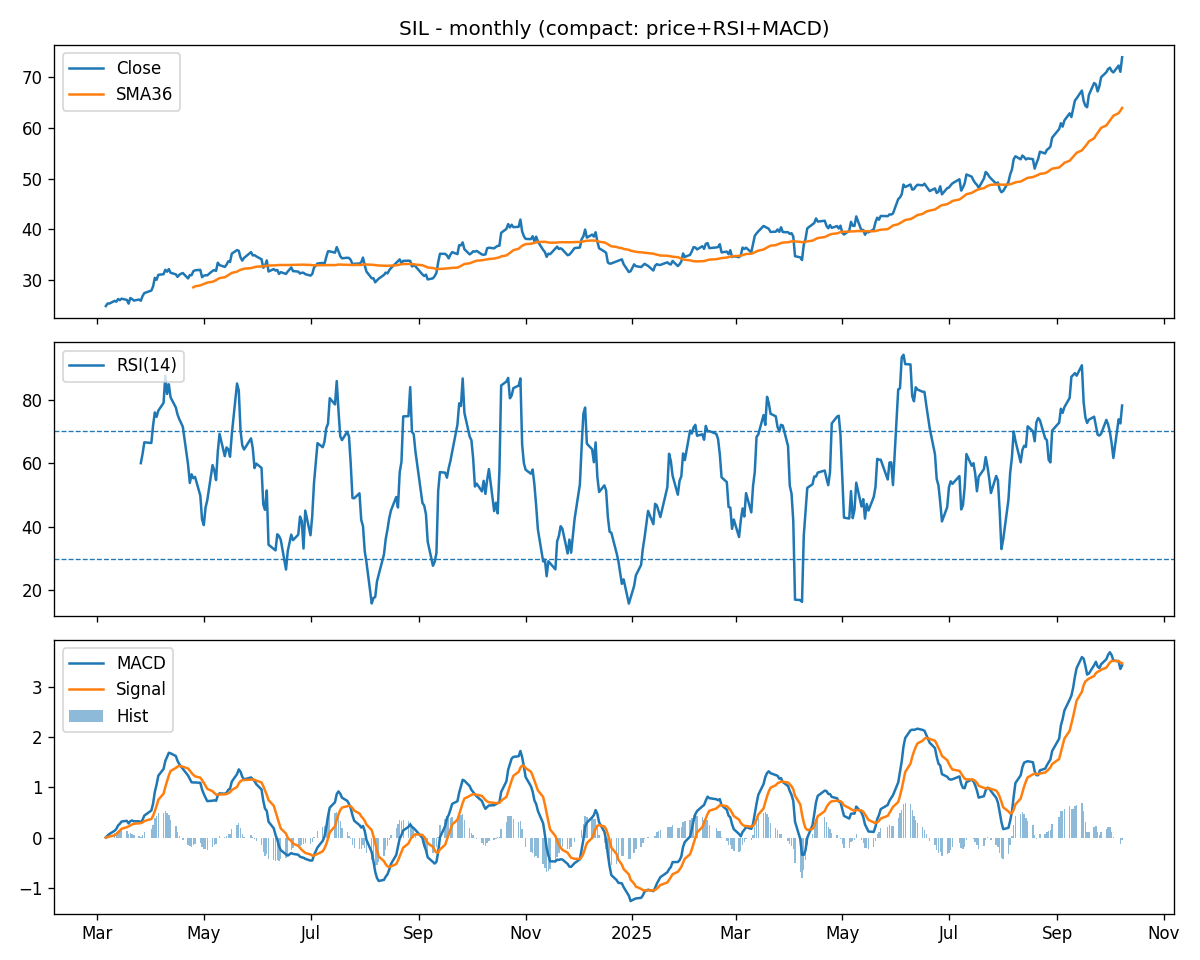 SIL - monthly (compact: price+RSI+MACD)
Close
SMA36
70
60
50
40
30
RSI(14)
80
60
40
20
MACD
Signal
Hist
3
2
1
0
−1
Mar May Jul Sep Nov 2025 Mar May Jul Sep Nov